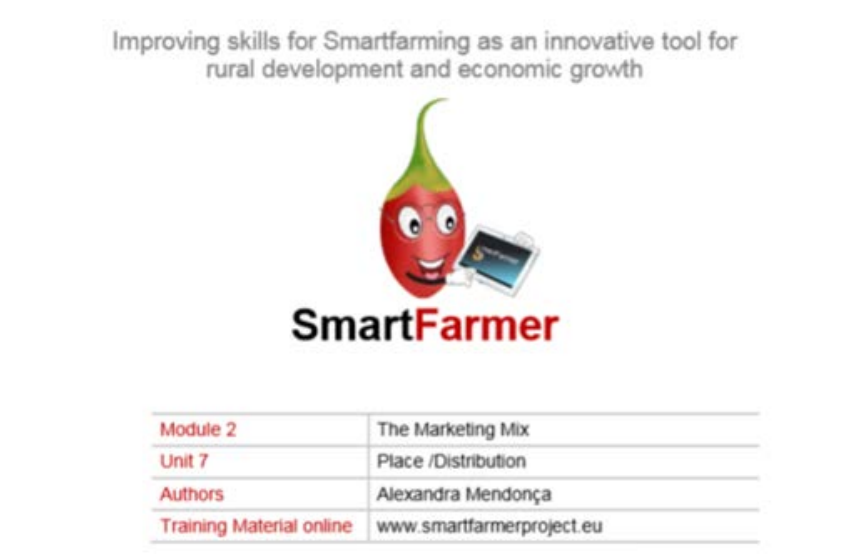 Improving skills for Smartfarming as an innovative tool for
rural development and economic growth
SmartFarmer
SmartFarmer
Module 2 The Marketing Mix
Unit 7 Place /Distribution
Authors Alexandra Mendonça
Training Material online www.smartfarmerproject.eu